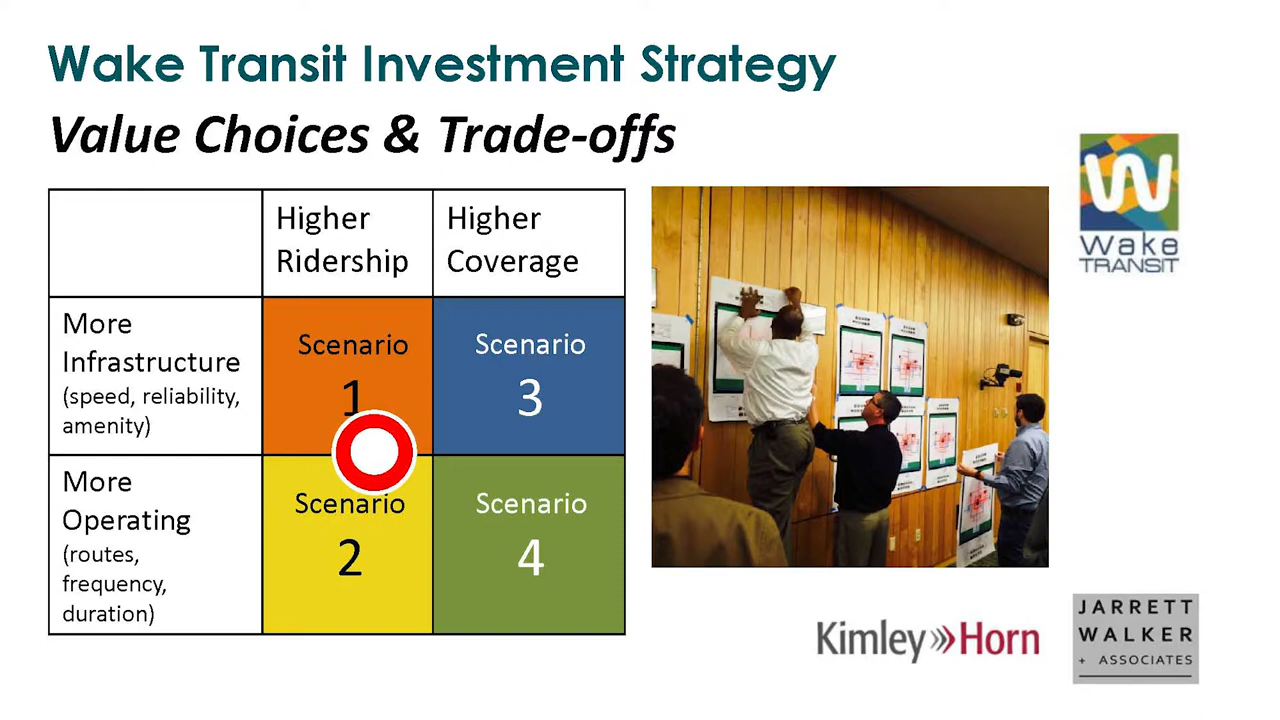 Wake Transit Investment Strategy
Value Choices & Trade-offs
Higher
Ridership
Higher
Coverage
More
Infrastructure
(speed, reliability,
amenity)
Scenario
1
Scenario
3
More
Operating
(routes,
frequency,
duration)
Scenario
2
Scenario
4
W
Wake
TRANSIT
Kimley»Horn
JARRETT
WALKER
+ ASSOCIATES